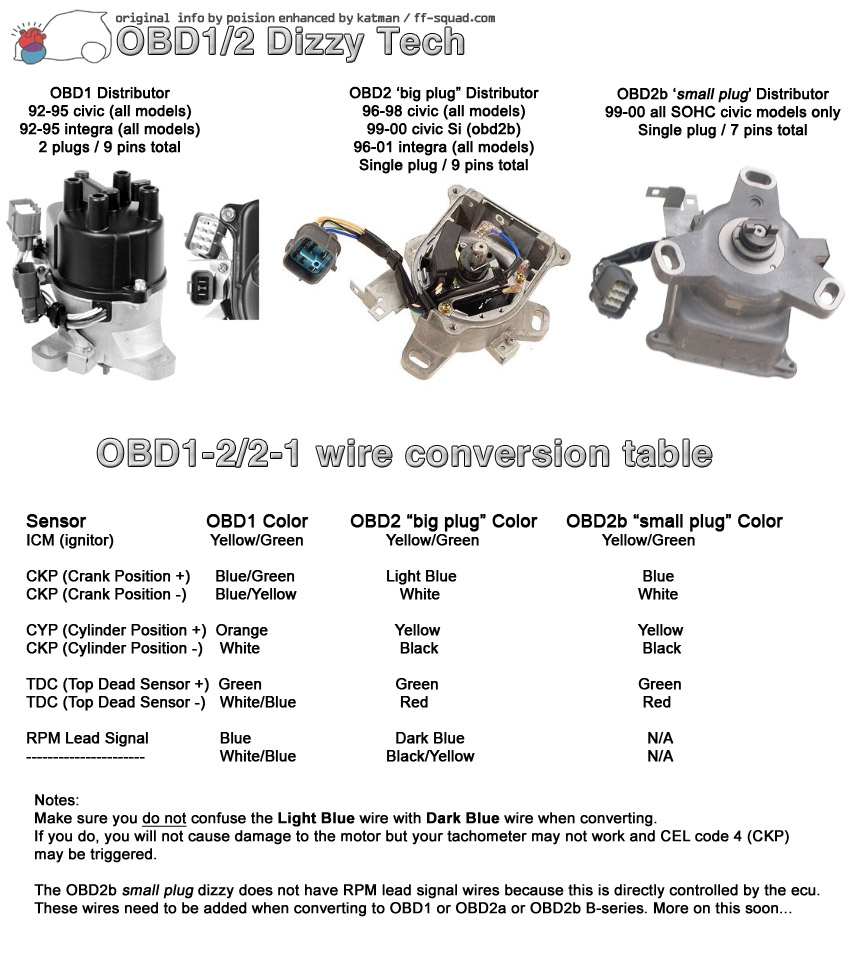 original info by poision enhanced by katman / ff-squad.com
OBD1/2 Dizzy Tech
OBD1 Distributor
92-95 civic (all models)
92-95 integra (all models)
2 plugs / 9 pins total
OBD2 ‘big plug” Distributor
96-98 civic (all models)
99-00 civic Si (obd2b)
96-01 integra (all models)
Single plug / 9 pins total
OBD2b ‘small plug’ Distributor
99-00 all SOHC civic models only
Single plug / 7 pins total
OBD1-2/2-1 wire conversion table
Sensor OBD1 Color OBD2 “big plug” Color OBD2b “small plug” Color
ICM (ignitor) Yellow/Green Yellow/Green Yellow/Green
CKP (Crank Position +) Blue/Green Light Blue Blue
CKP (Crank Position -) Blue/Yellow White White
CYP (Cylinder Position +) Orange Yellow Yellow
CKP (Cylinder Position -) White Black Black
TDC (Top Dead Sensor +) Green Green Green
TDC (Top Dead Sensor -) White/Blue Red Red
RPM Lead Signal Blue Dark Blue N/A
---------------------- White/Blue Black/Yellow N/A
Notes:
Make sure you do not confuse the Light Blue wire with Dark Blue wire when converting.
If you do, you will not cause damage to the motor but your tachometer may not work and CEL code 4 (CKP)
may be triggered.
The OBD2b small plug dizzy does not have RPM lead signal wires because this is directly controlled by the ecu.
These wires need to be added when converting to OBD1 or OBD2a or OBD2b B-series. More on this soon...